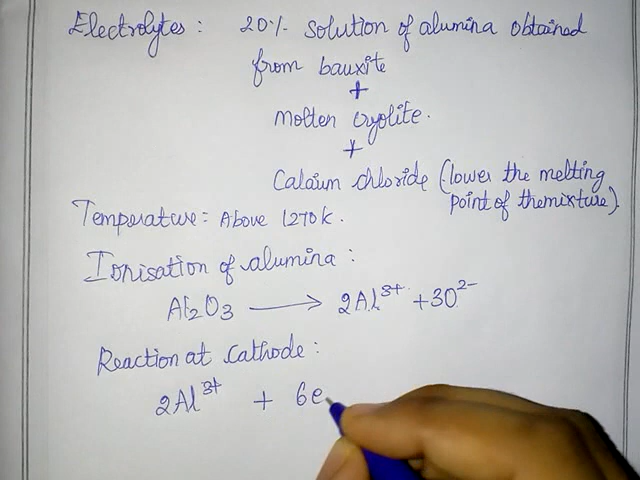 Electrolytes : 20% solution of alumina obtained
from bauxite
+
Molten cryolite.
+
Calcium chloride (lower the melting
point of the mixture).
Temperature = Above 1270k.
Ionisation of alumina :
Al2O3 ⟶ 2Al³⁺ + 3O²⁻
Reaction at cathode :
2Al³⁺ + 6e